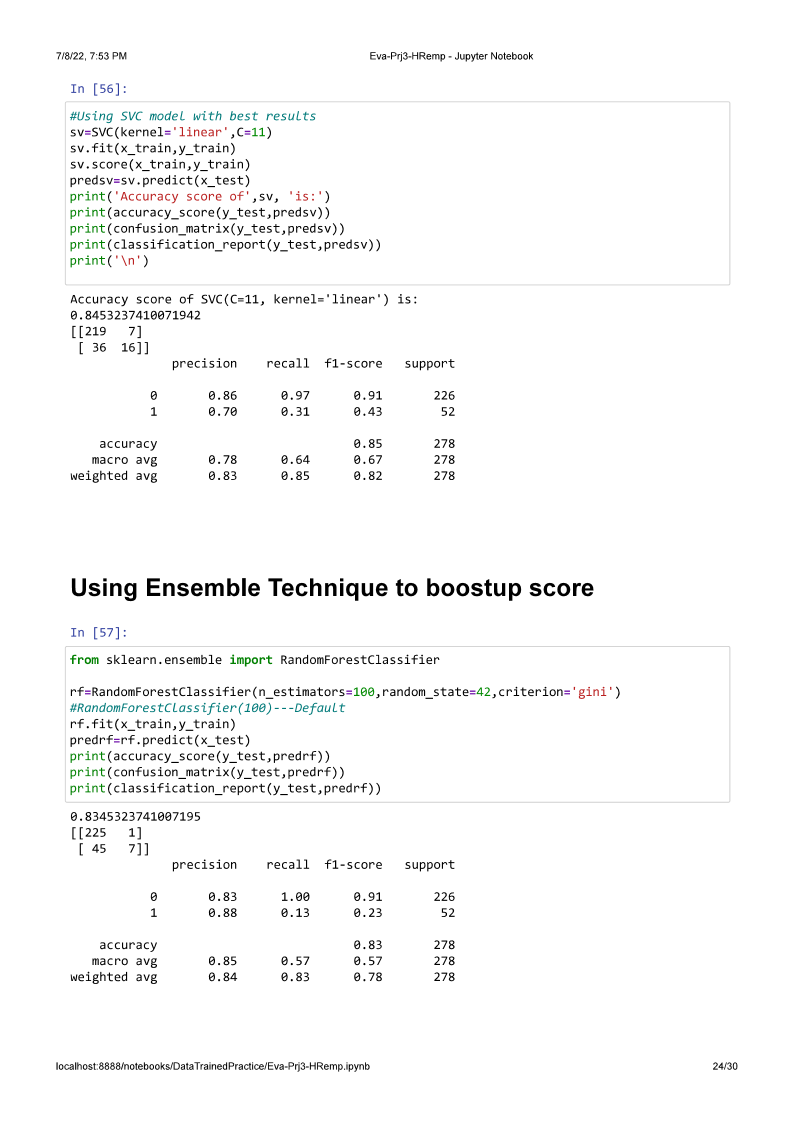 7/8/22, 7:53 PM Eva-Prj3-HRemp - Jupyter Notebook
In [56]:
#Using SVC model with best results
sv=SVC(kernel='linear',C=11)
sv.fit(x_train,y_train)
sv.score(x_train,y_train)
predsv=sv.predict(x_test)
print('Accuracy score of',sv, 'is:')
print(accuracy_score(y_test,predsv))
print(confusion_matrix(y_test,predsv))
print(classification_report(y_test,predsv))
print('\n')
Accuracy score of SVC(C=11, kernel='linear') is:
0.8453237410071942
[[219   7]
 [ 36  16]]
              precision    recall  f1-score   support
           0       0.86      0.97      0.91       226
           1       0.70      0.31      0.43        52
    accuracy                           0.85       278
   macro avg       0.78      0.64      0.67       278
weighted avg       0.83      0.85      0.82       278
Using Ensemble Technique to boostup score
In [57]:
from sklearn.ensemble import RandomForestClassifier
rf=RandomForestClassifier(n_estimators=100,random_state=42,criterion='gini')
#RandomForestClassifier(100)---Default
rf.fit(x_train,y_train)
predrf=rf.predict(x_test)
print(accuracy_score(y_test,predrf))
print(confusion_matrix(y_test,predrf))
print(classification_report(y_test,predrf))
0.8345323741007195
[[225   1]
 [ 45   7]]
              precision    recall  f1-score   support
           0       0.83      1.00      0.91       226
           1       0.88      0.13      0.23        52
    accuracy                           0.83       278
   macro avg       0.85      0.57      0.57       278
weighted avg       0.84      0.83      0.78       278
localhost:8888/notebooks/DataTrainedPractice/Eva-Prj3-HRemp.ipynb 24/30